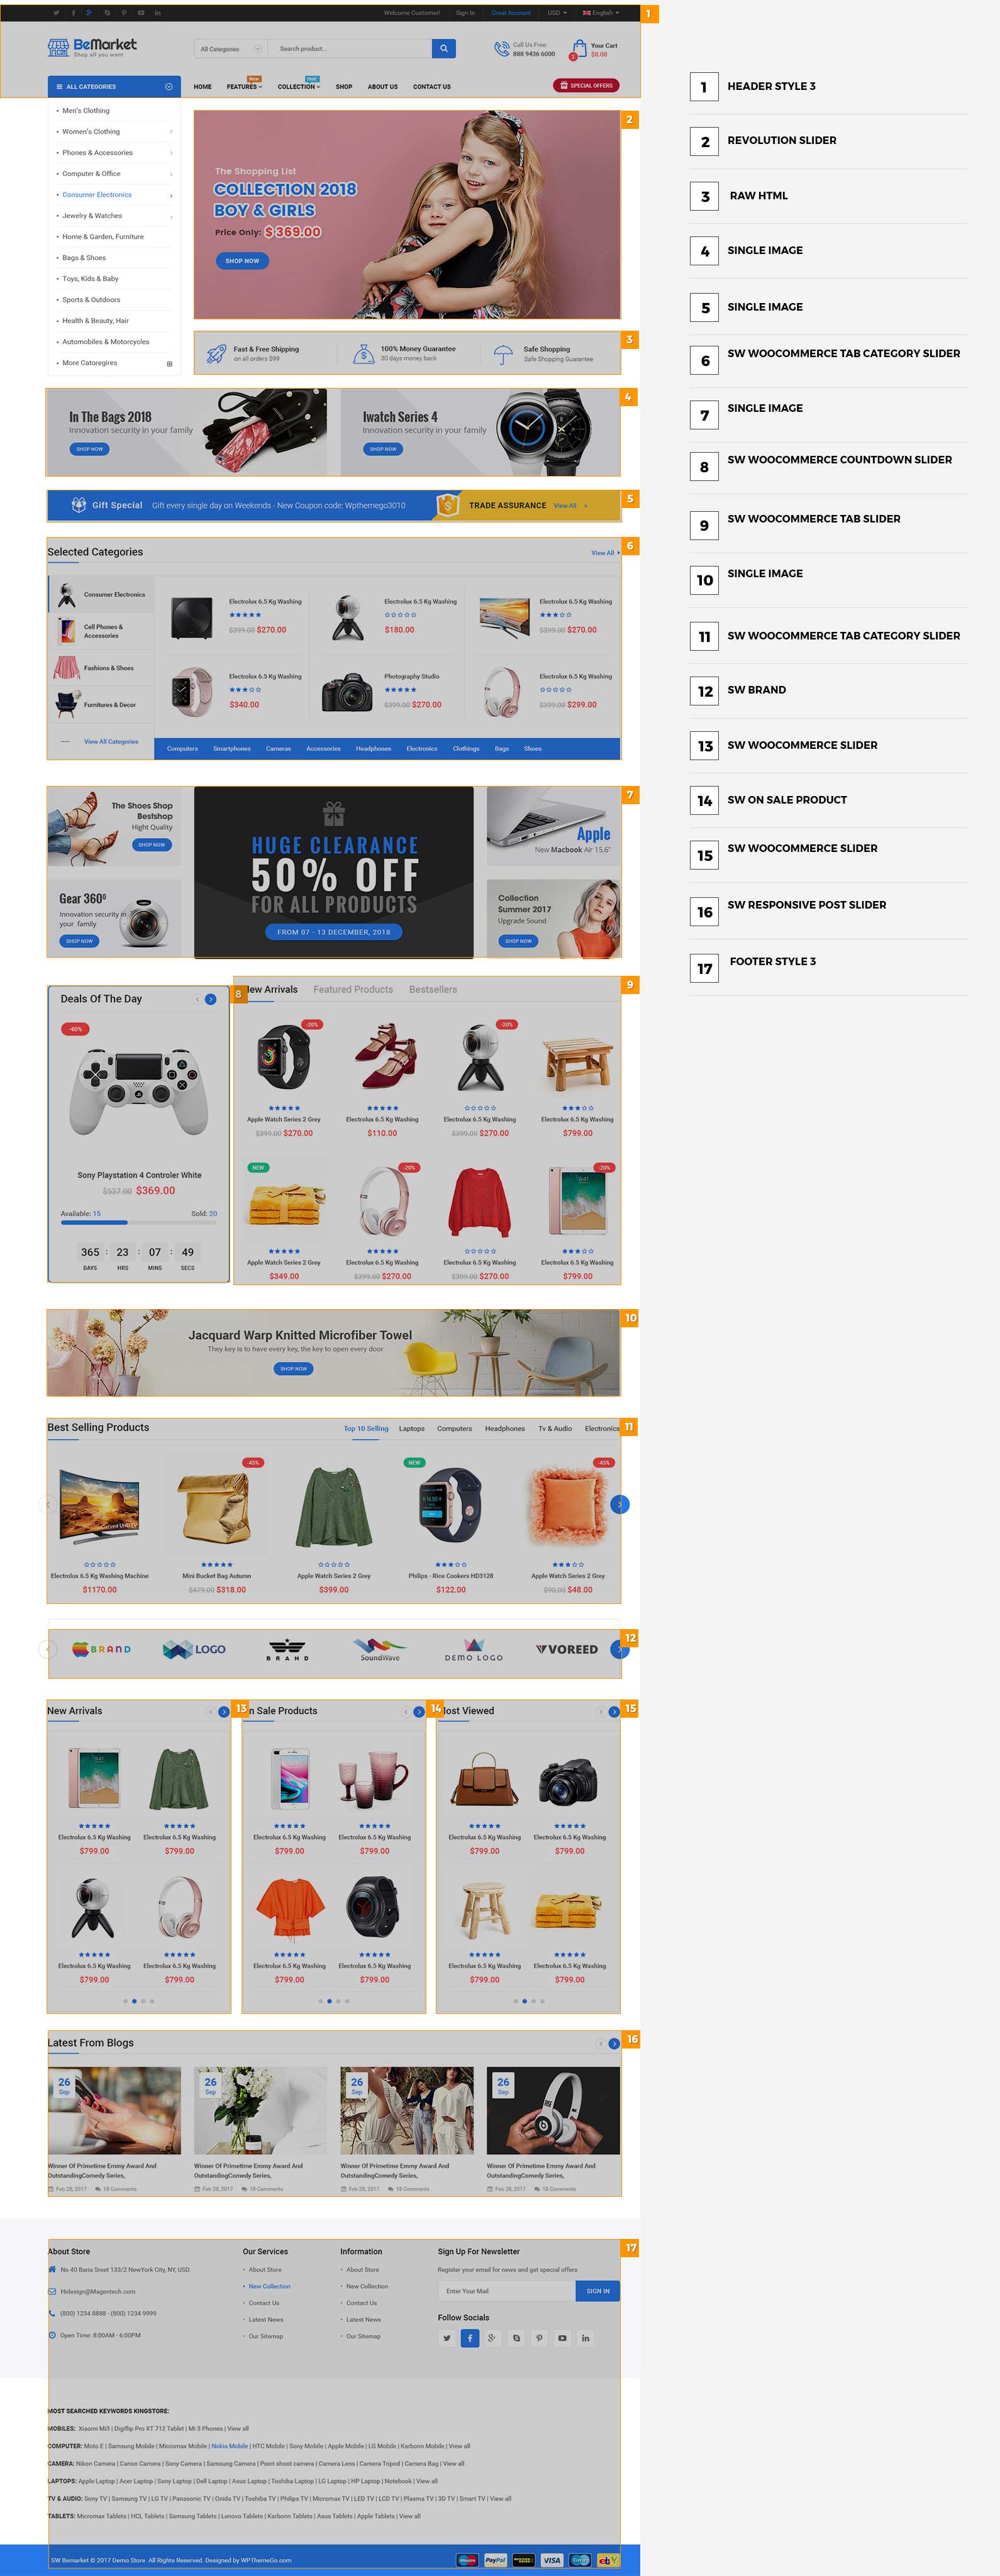 Welcome Customer! Sign In Creat Account USD English
1
BeMarket
Shop all you want
All Categories Search product...
Call Us Free:
888 9436 6000
Your Cart
$0.00
2
ALL CATEGORIES
HOME FEATURES COLLECTION SHOP ABOUT US CONTACT US
New
Hot
SPECIAL OFFERS
Men's Clothing
Women's Clothing
Phones & Accessories
Computer & Office
Consumer Electronics
Jewelry & Watches
Home & Garden, Furniture
Bags & Shoes
Toys, Kids & Baby
Sports & Outdoors
Health & Beauty, Hair
Automobiles & Motorcycles
More Catoregires
2
The Shopping List
COLLECTION 2018
BOY & GIRLS
Price Only: $369.00
SHOP NOW
3
Fast & Free Shipping
on all orders $99
100% Money Guarantee
30 days money back
Safe Shopping
Safe Shopping Guarantee
4
In The Bags 2018
Innovation security in your family
SHOP NOW
Iwatch Series 4
Innovation security in your family
SHOP NOW
5
Gift Special Gift every single day on Weekends - New Coupon code: Wpthemego3010
TRADE ASSURANCE View All >
6
Selected Categories
View All
Consumer Electronics
Cell Phones &
Accessories
Fashions & Shoes
Furnitures & Decor
View All Categories
Electrolux 6.5 Kg Washing
$399.00 $270.00
Electrolux 6.5 Kg Washing
$180.00
Electrolux 6.5 Kg Washing
$399.00 $270.00
Electrolux 6.5 Kg Washing
$340.00
Photography Studio
$399.00 $270.00
Electrolux 6.5 Kg Washing
$399.00 $299.00
Computers Smartphones Cameras Accessories Headphones Electronics Clothings Bags Shoes
7
The Shoes Shop
Bestshop
Hight Quality
SHOP NOW
Gear 360°
Innovation security in
your family
SHOP NOW
HUGE CLEARANCE
50% OFF
FOR ALL PRODUCTS
FROM 07 - 13 DECEMBER, 2018
Apple
New Macbook Air 15.6"
Collection
Summer 2017
Upgrade Sound
SHOP NOW
8
Deals Of The Day
-40%
Sony Playstation 4 Controler White
$537.00 $369.00
Available: 15 Sold: 20
365 : 23 : 07 : 49
DAYS HRS MINS SECS
9
New Arrivals Featured Products Bestsellers
-20% -20%
Apple Watch Series 2 Grey Electrolux 6.5 Kg Washing Electrolux 6.5 Kg Washing Electrolux 6.5 Kg Washing
$399.00 $270.00 $110.00 $399.00 $270.00 $799.00
NEW -20% -20%
Apple Watch Series 2 Grey Electrolux 6.5 Kg Washing Electrolux 6.5 Kg Washing Electrolux 6.5 Kg Washing
$349.00 $399.00 $270.00 $399.00 $270.00 $799.00
10
Jacquard Warp Knitted Microfiber Towel
They key is to have every key, the key to open every door
SHOP NOW
11
Best Selling Products
Top 10 Selling Laptops Computers Headphones Tv & Audio Electronics
-45% NEW -45%
Curved UHD TV
Electrolux 6.5 Kg Washing Machine Mini Bucket Bag Autumn Apple Watch Series 2 Grey Philips - Rice Cookers HD3128 Apple Watch Series 2 Grey
$1170.00 $479.00 $318.00 $399.00 $122.00 $90.00 $48.00
12
BRAND LOGO BRAND SoundWave DEMO LOGO VOREED
13
New Arrivals
Electrolux 6.5 Kg Washing Electrolux 6.5 Kg Washing
$799.00 $799.00
Electrolux 6.5 Kg Washing Electrolux 6.5 Kg Washing
$799.00 $799.00
14
n Sale Products
Electrolux 6.5 Kg Washing Electrolux 6.5 Kg Washing
$799.00 $799.00
Electrolux 6.5 Kg Washing Electrolux 6.5 Kg Washing
$799.00 $799.00
15
Most Viewed
Electrolux 6.5 Kg Washing Electrolux 6.5 Kg Washing
$799.00 $799.00
Electrolux 6.5 Kg Washing Electrolux 6.5 Kg Washing
$799.00 $799.00
16
Latest From Blogs
26 Sep 26 Sep 26 Sep 26 Sep
Winner Of Primetime Emmy Award And Winner Of Primetime Emmy Award And Winner Of Primetime Emmy Award And Winner Of Primetime Emmy Award And
OutstandingComedy Series, OutstandingComedy Series, OutstandingComedy Series, OutstandingComedy Series,
Feb 28, 2017 18 Comments Feb 28, 2017 18 Comments Feb 28, 2017 18 Comments Feb 28, 2017 18 Comments
17
About Store
No 40 Baria Sreet 133/2 NewYork City, NY, USD.
Hidesign@Magentech.com
(800) 1234 8888 - (800) 1234 9999
Open Time: 8:00AM - 6:00PM
Our Services
About Store
New Collection
Contact Us
Latest News
Our Sitemap
Information
About Store
New Collection
Contact Us
Latest News
Our Sitemap
Sign Up For Newsletter
Register your email for news and get special offers
Enter Your Mail SIGN IN
Follow Socials
MOST SEARCHED KEYWORDS KINGSTORE:
MOBILES: Xiaomi Mi3 | Digiflip Pro XT 712 Tablet | Mi 3 Phones | View all
COMPUTER: Moto E | Samsung Mobile | Micromax Mobile | Nokia Mobile | HTC Mobile | Sony Mobile | Apple Mobile | LG Mobile | Karbonn Mobile | View all
CAMERA: Nikon Camera | Canon Camera | Sony Camera | Samsung Camera | Point shoot camera | Camera Lens | Camera Tripod | Camera Bag | View all
LAPTOPS: Apple Laptop | Acer Laptop | Sony Laptop | Dell Laptop | Asus Laptop | Toshiba Laptop | LG Laptop | HP Laptop | Notebook | View all
TV & AUDIO: Sony TV | Samsung TV | LG TV | Panasonic TV | Onida TV | Toshiba TV | Philips TV | Micromax TV | LED TV | LCD TV | Plasma TV | 3D TV | Smart TV | View all
TABLETS: Micromax Tablets | HCL Tablets | Samsung Tablets | Lenovo Tablets | Karbonn Tablets | Asus Tablets | Apple Tablets | View all
SW Bemarket © 2017 Demo Store. All Rights Reserved. Designed by WPThemeGo.com
PayPal VISA ebY
1 HEADER STYLE 3
2 REVOLUTION SLIDER
3 RAW HTML
4 SINGLE IMAGE
5 SINGLE IMAGE
6 SW WOOCOMMERCE TAB CATEGORY SLIDER
7 SINGLE IMAGE
8 SW WOOCOMMERCE COUNTDOWN SLIDER
9 SW WOOCOMMERCE TAB SLIDER
10 SINGLE IMAGE
11 SW WOOCOMMERCE TAB CATEGORY SLIDER
12 SW BRAND
13 SW WOOCOMMERCE SLIDER
14 SW ON SALE PRODUCT
15 SW WOOCOMMERCE SLIDER
16 SW RESPONSIVE POST SLIDER
17 FOOTER STYLE 3